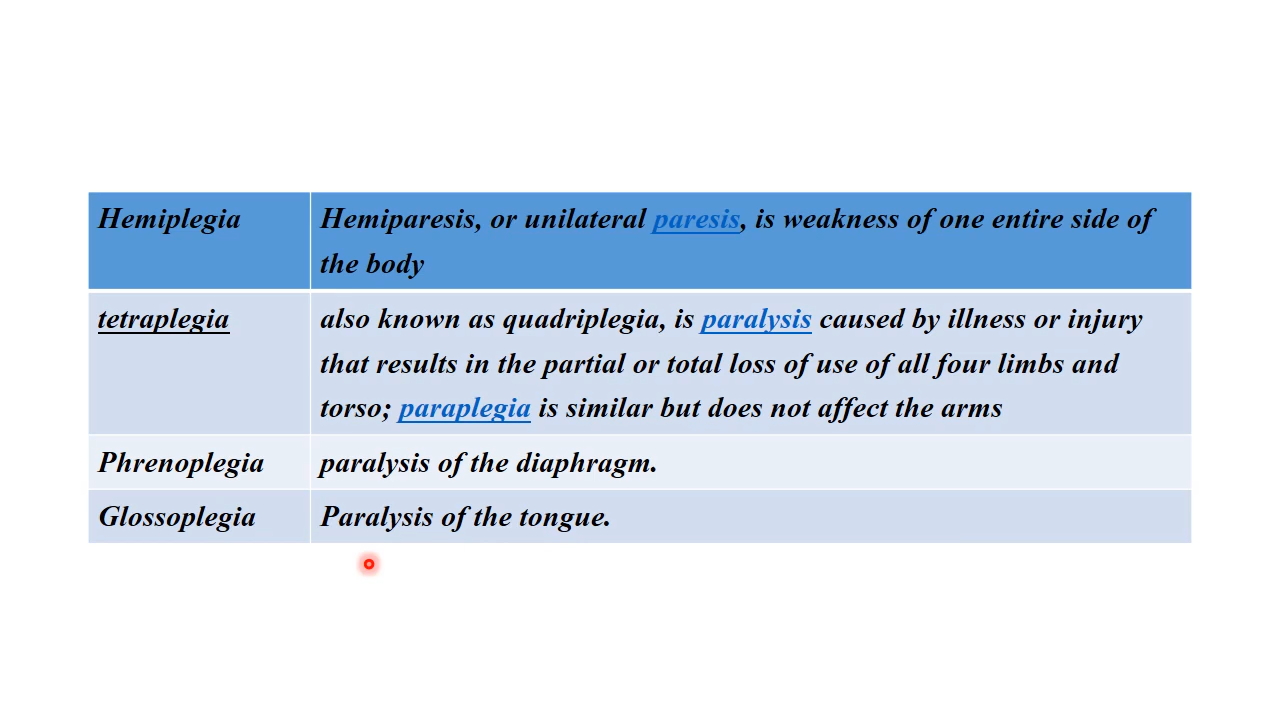 Hemiplegia
Hemiparesis, or unilateral paresis, is weakness of one entire side of
the body
tetraplegia
also known as quadriplegia, is paralysis caused by illness or injury
that results in the partial or total loss of use of all four limbs and
torso; paraplegia is similar but does not affect the arms
Phrenoplegia
paralysis of the diaphragm.
Glossoplegia
Paralysis of the tongue.